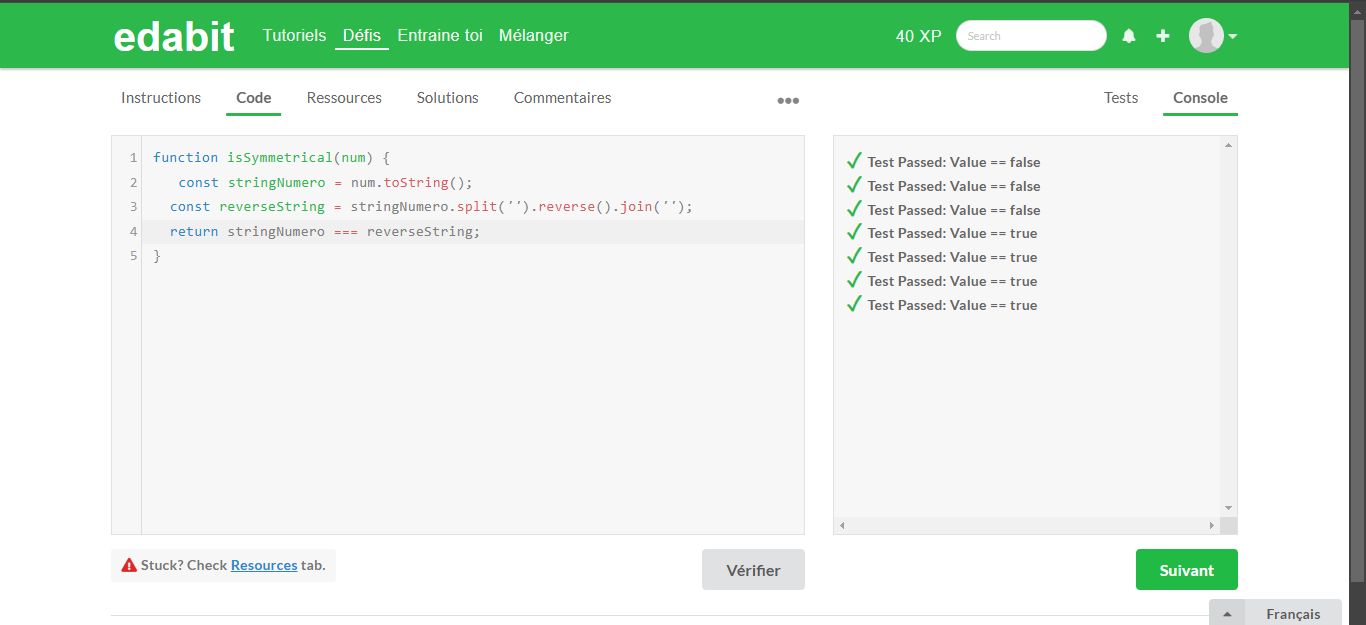 edabit Tutoriels Défis Entraine toi Mélanger 40 XP Search
Instructions Code Ressources Solutions Commentaires ••• Tests Console
1 function isSymmetrical(num) {
2 const stringNumero = num.toString();
3 const reverseString = stringNumero.split('').reverse().join('');
4 return stringNumero === reverseString;
5 }
Test Passed: Value == false
Test Passed: Value == false
Test Passed: Value == false
Test Passed: Value == true
Test Passed: Value == true
Test Passed: Value == true
Test Passed: Value == true
Stuck? Check Resources tab.
Vérifier
Suivant
Français